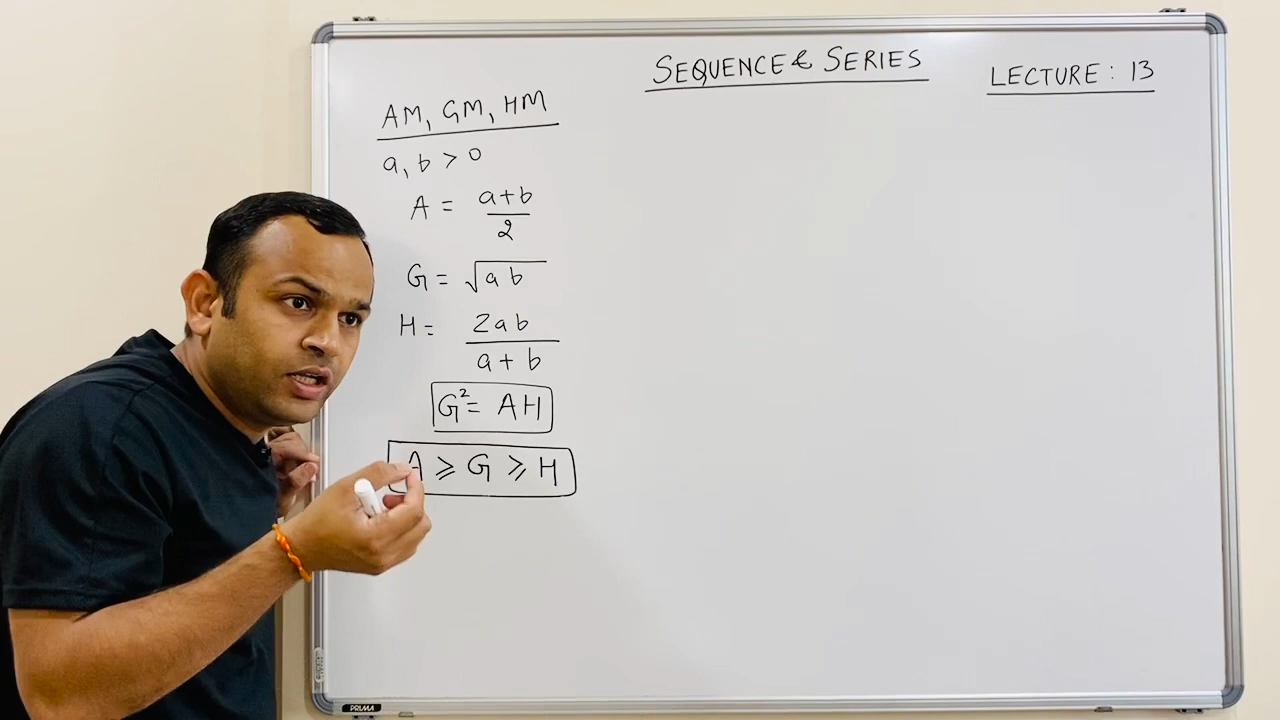 SEQUENCE & SERIES
LECTURE : 13
AM, GM, HM
a, b > 0
A = a+b/2
G = √ab
H = 2ab/a+b
G² = AH
A ⩾ G ⩾ H
PRIMA